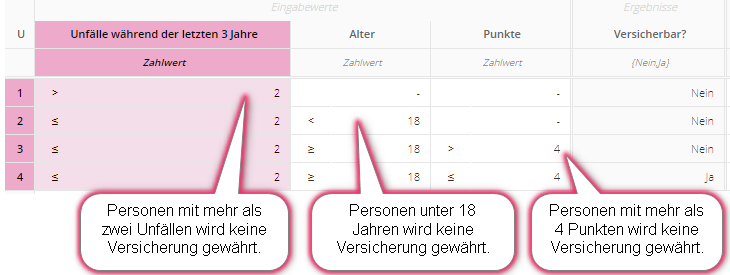 Eingabewerte Ergebnisse
U Unfälle während der letzten 3 Jahre Alter Punkte Versicherbar?
Zahlwert Zahlwert Zahlwert {Nein,Ja}
1 > 2 - - Nein
2 ≤ 2 < 18 - Nein
3 ≤ 2 ≥ 18 > 4 Nein
4 ≤ 2 ≥ 18 ≤ 4 Ja
Personen mit mehr als
zwei Unfällen wird keine
Versicherung gewährt.
Personen unter 18
Jahren wird keine
Versicherung gewährt.
Personen mit mehr als
4 Punkten wird keine
Versicherung gewährt.